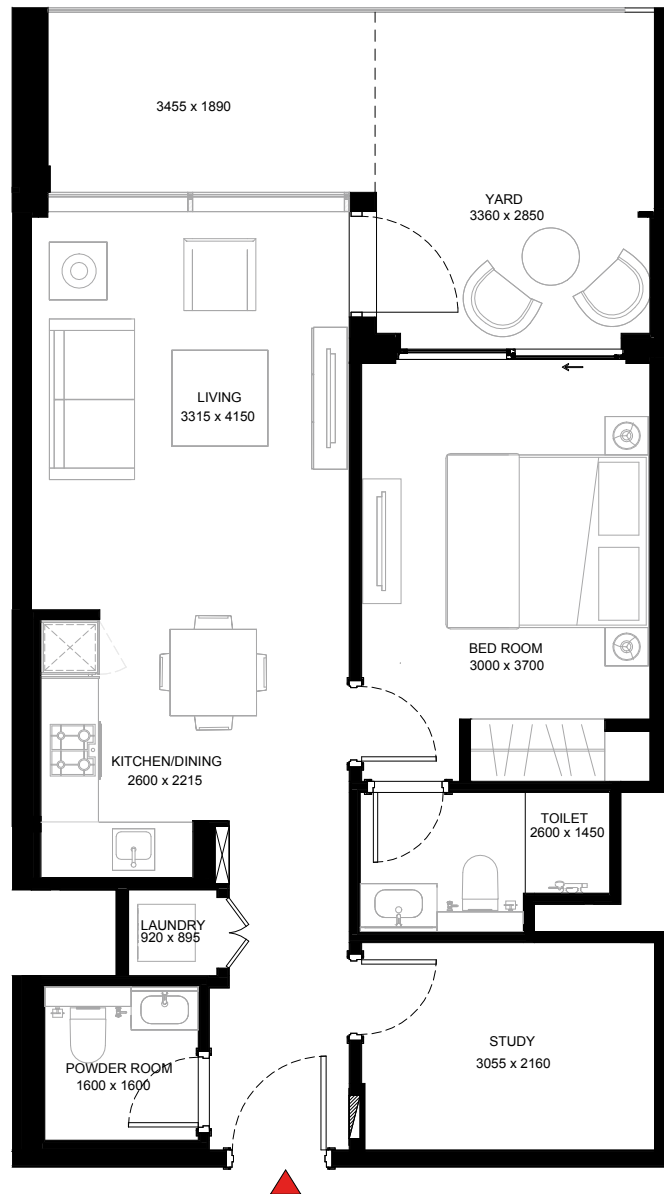 3455 x 1890
YARD
3360 x 2850
LIVING
3315 x 4150
BED ROOM
3000 x 3700
KITCHEN/DINING
2600 x 2215
TOILET
2600 x 1450
LAUNDRY
920 x 895
STUDY
3055 x 2160
POWDER ROOM
1600 x 1600